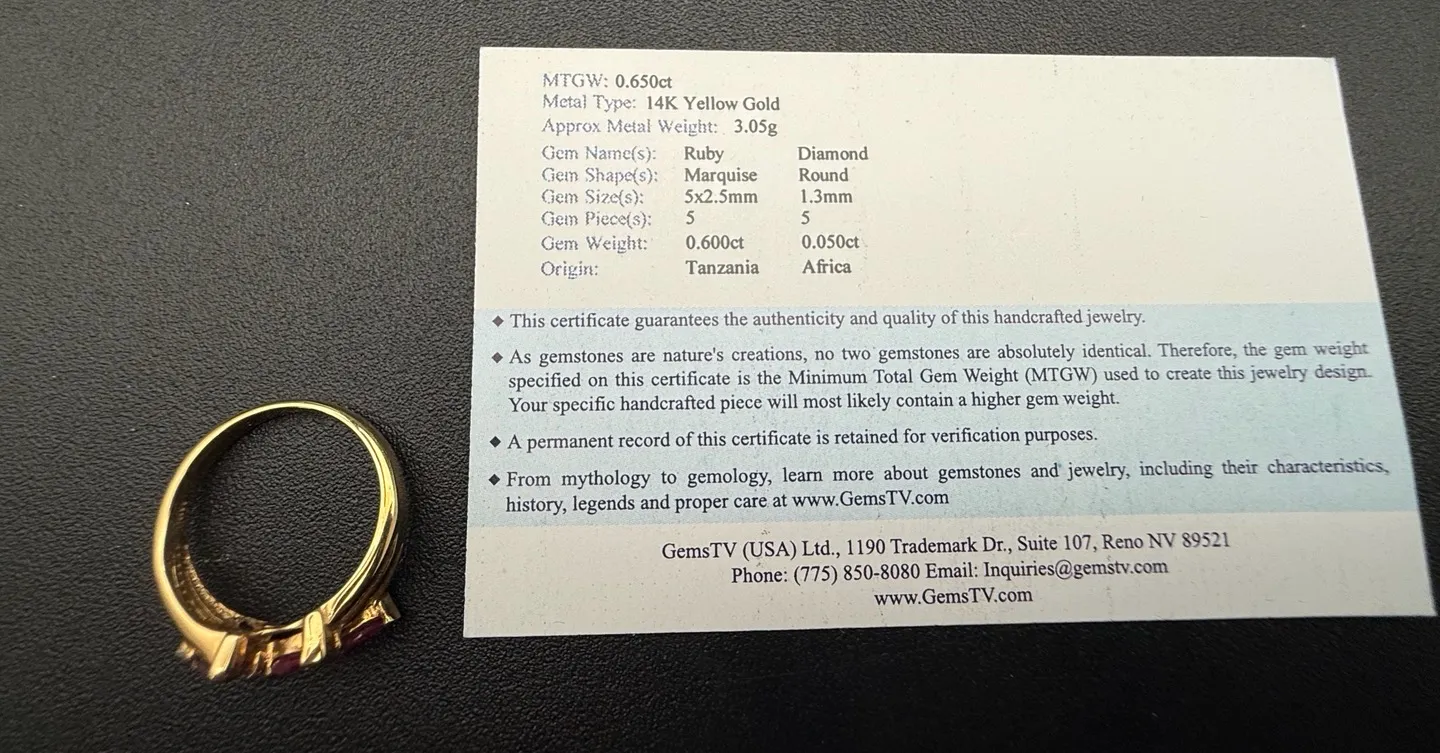 MTGW: 0.650ct
Metal Type: 14K Yellow Gold
Approx Metal Weight: 3.05g
Gem Name(s): Ruby Diamond
Gem Shape(s): Marquise Round
Gem Size(s): 5x2.5mm 1.3mm
Gem Piece(s): 5 5
Gem Weight: 0.600ct 0.050ct
Origin: Tanzania Africa
◆ This certificate guarantees the authenticity and quality of this handcrafted jewelry.
◆ As gemstones are nature's creations, no two gemstones are absolutely identical. Therefore, the gem weight
specified on this certificate is the Minimum Total Gem Weight (MTGW) used to create this jewelry design.
Your specific handcrafted piece will most likely contain a higher gem weight.
◆ A permanent record of this certificate is retained for verification purposes.
◆ From mythology to gemology, learn more about gemstones and jewelry, including their characteristics,
history, legends and proper care at www.GemsTV.com
GemsTV (USA) Ltd., 1190 Trademark Dr., Suite 107, Reno NV 89521
Phone: (775) 850-8080 Email: Inquiries@gemstv.com
www.GemsTV.com